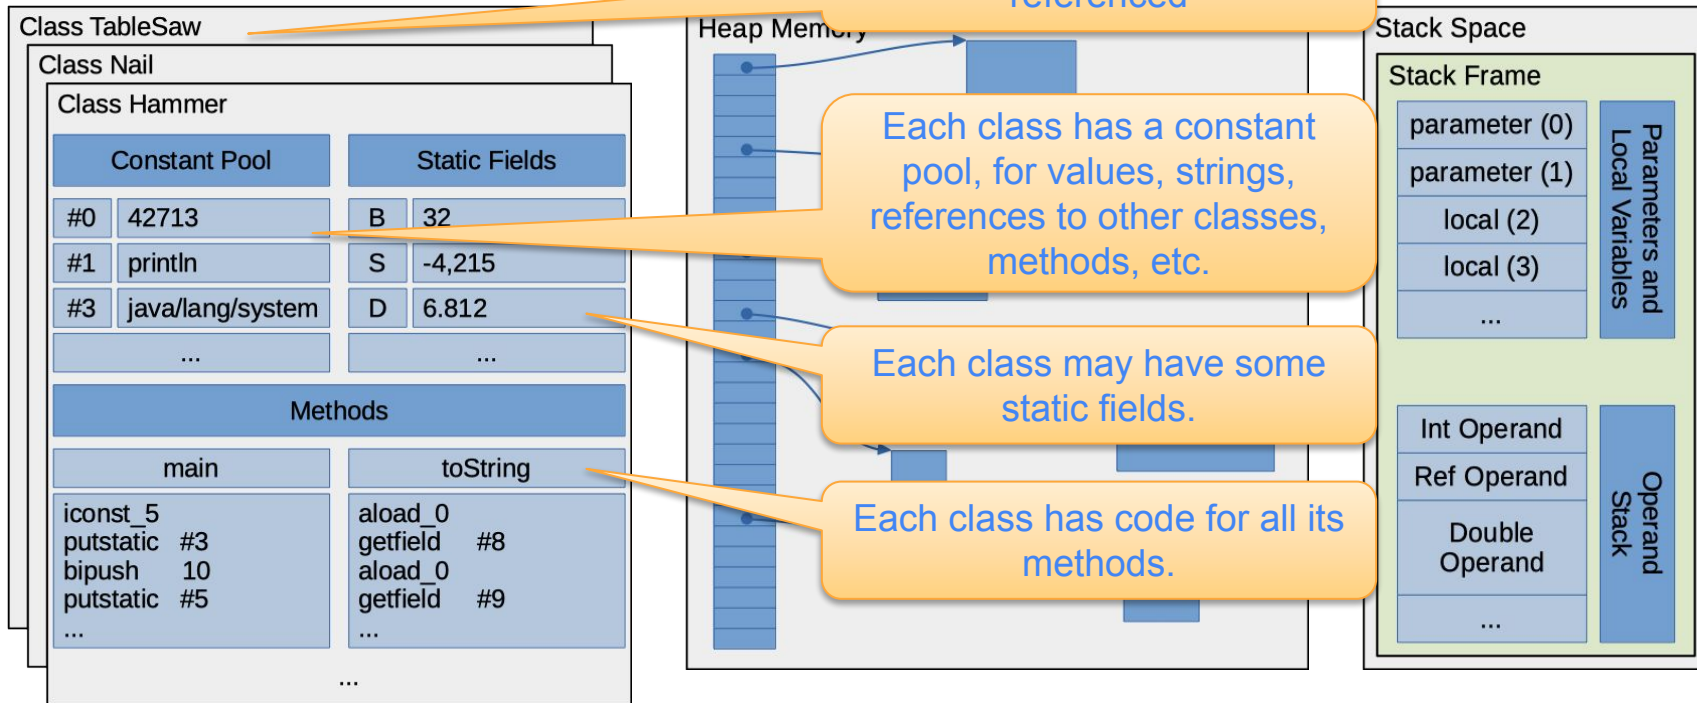 referenced
Class TableSaw
Class Nail
Class Hammer
Constant Pool
Static Fields
#0 42713
B 32
#1 println
S -4,215
#3 java/lang/system
D 6.812
...
...
Methods
main
toString
iconst_5
putstatic #3
bipush 10
putstatic #5
...
aload_0
getfield #8
aload_0
getfield #9
...
...
Heap Memory
Each class has a constant
pool, for values, strings,
references to other classes,
methods, etc.
Each class may have some
static fields.
Each class has code for all its
methods.
Stack Space
Stack Frame
parameter (0)
parameter (1)
local (2)
local (3)
...
Parameters and
Local Variables
Int Operand
Ref Operand
Double
Operand
...
Operand
Stack